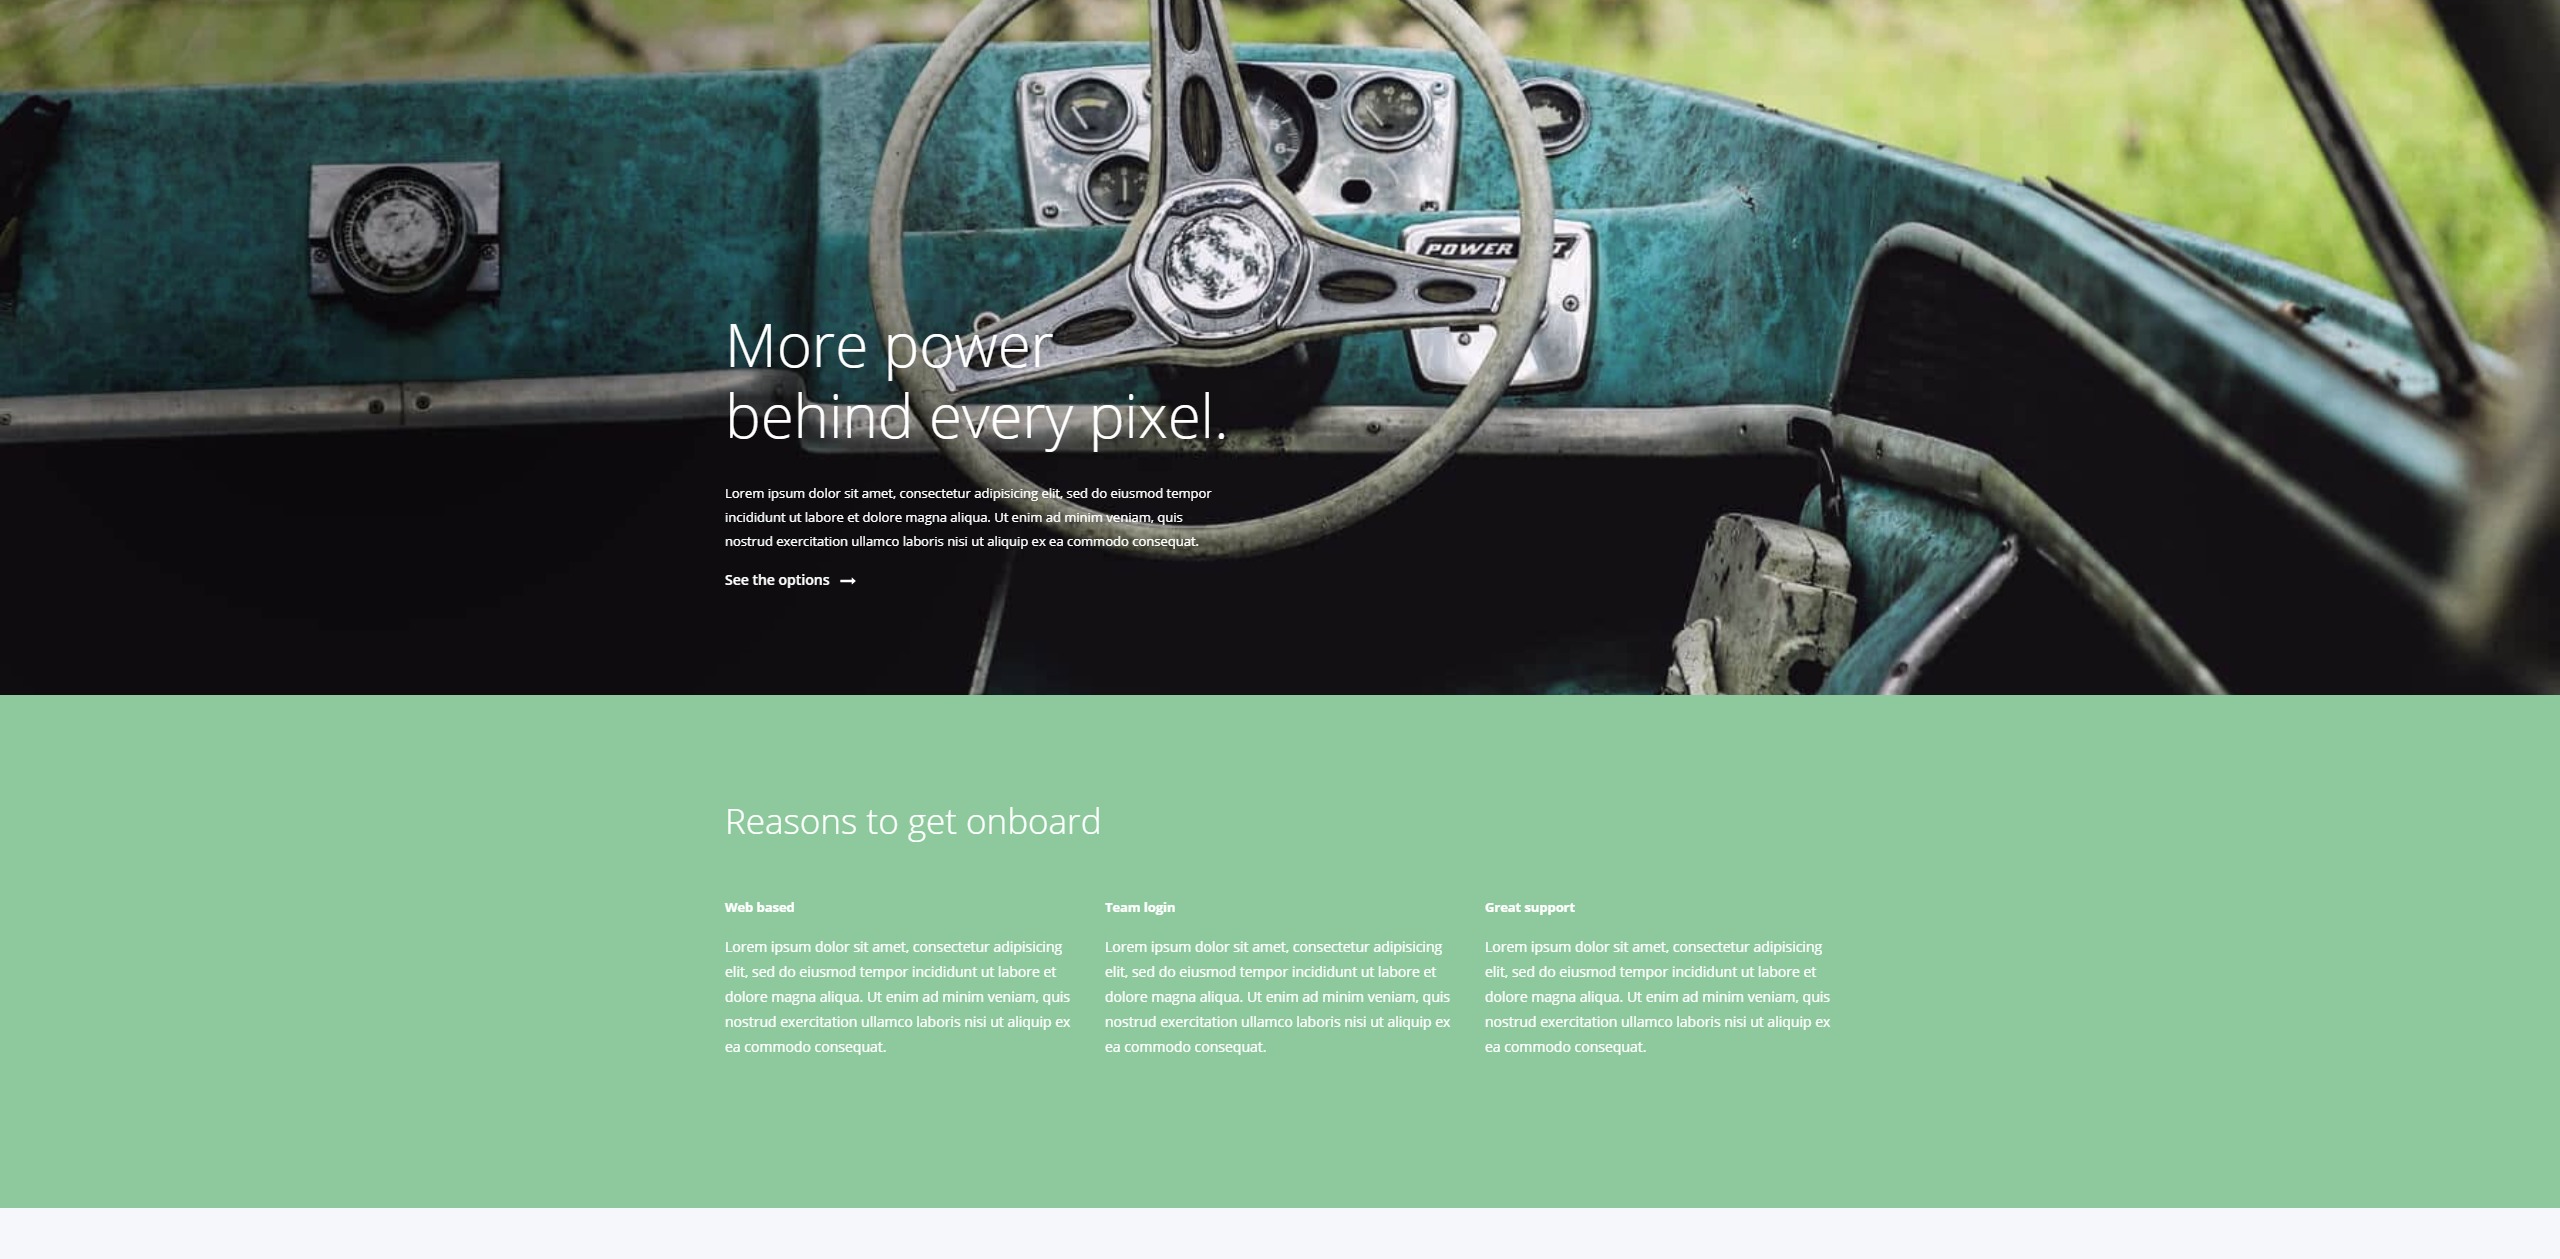 POWER
More power
behind every pixel.
Lorem ipsum dolor sit amet, consectetur adipisicing elit, sed do eiusmod tempor
incididunt ut labore et dolore magna aliqua. Ut enim ad minim veniam, quis
nostrud exercitation ullamco laboris nisi ut aliquip ex ea commodo consequat.
See the options
Reasons to get onboard
Web based
Lorem ipsum dolor sit amet, consectetur adipisicing
elit, sed do eiusmod tempor incididunt ut labore et
dolore magna aliqua. Ut enim ad minim veniam, quis
nostrud exercitation ullamco laboris nisi ut aliquip ex
ea commodo consequat.
Team login
Lorem ipsum dolor sit amet, consectetur adipisicing
elit, sed do eiusmod tempor incididunt ut labore et
dolore magna aliqua. Ut enim ad minim veniam, quis
nostrud exercitation ullamco laboris nisi ut aliquip ex
ea commodo consequat.
Great support
Lorem ipsum dolor sit amet, consectetur adipisicing
elit, sed do eiusmod tempor incididunt ut labore et
dolore magna aliqua. Ut enim ad minim veniam, quis
nostrud exercitation ullamco laboris nisi ut aliquip ex
ea commodo consequat.